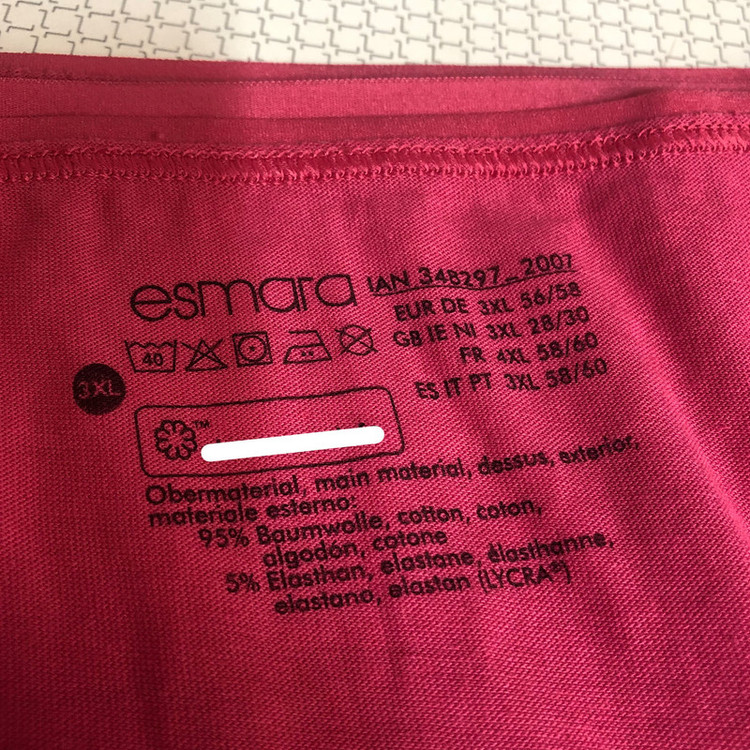 esmara
IAN 348297_2007
EUR DE 3XL 56/58
GB IE NI 3XL 28/30
FR 4XL 58/60
ES IT PT 3XL 58/60
40
3XL
TM
Obermaterial, main material, dessus, exterior,
materiale esterno:
95% Baumwolle, cotton, coton,
algodón, cotone
5% Elasthan, elastane, élasthanne,
elastano, elastan (LYCRA®)